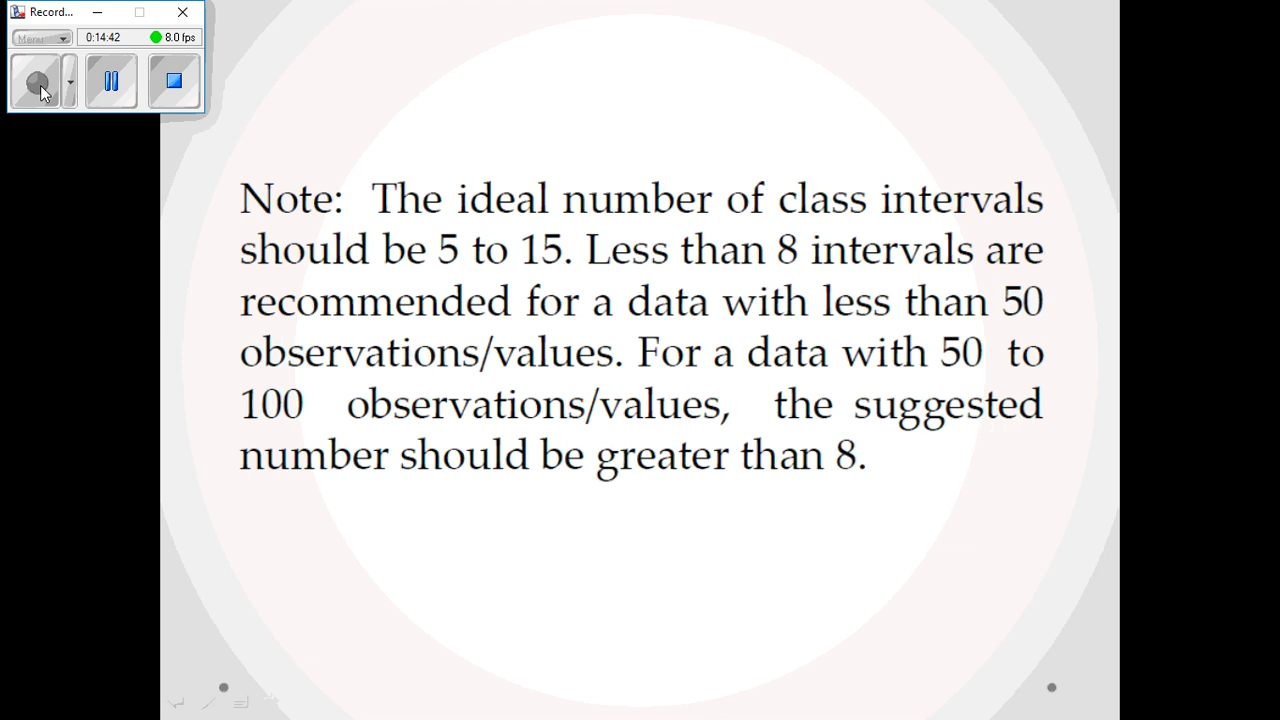 Record...
Menu
0:14:42
8.0 fps
Note: The ideal number of class intervals
should be 5 to 15. Less than 8 intervals are
recommended for a data with less than 50
observations/values. For a data with 50 to
100 observations/values, the suggested
number should be greater than 8.